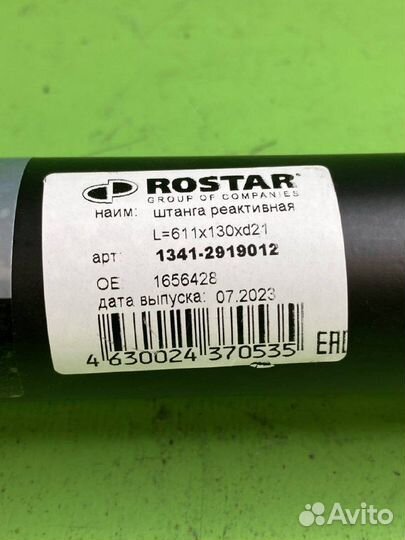 ROSTAR
GROUP OF COMPANIES
наим: штанга реактивная
L=611x130xd21
арт: 1341-2919012
OE 1656428
дата выпуска: 07.2023
4 630024 370535
EAC
Avito